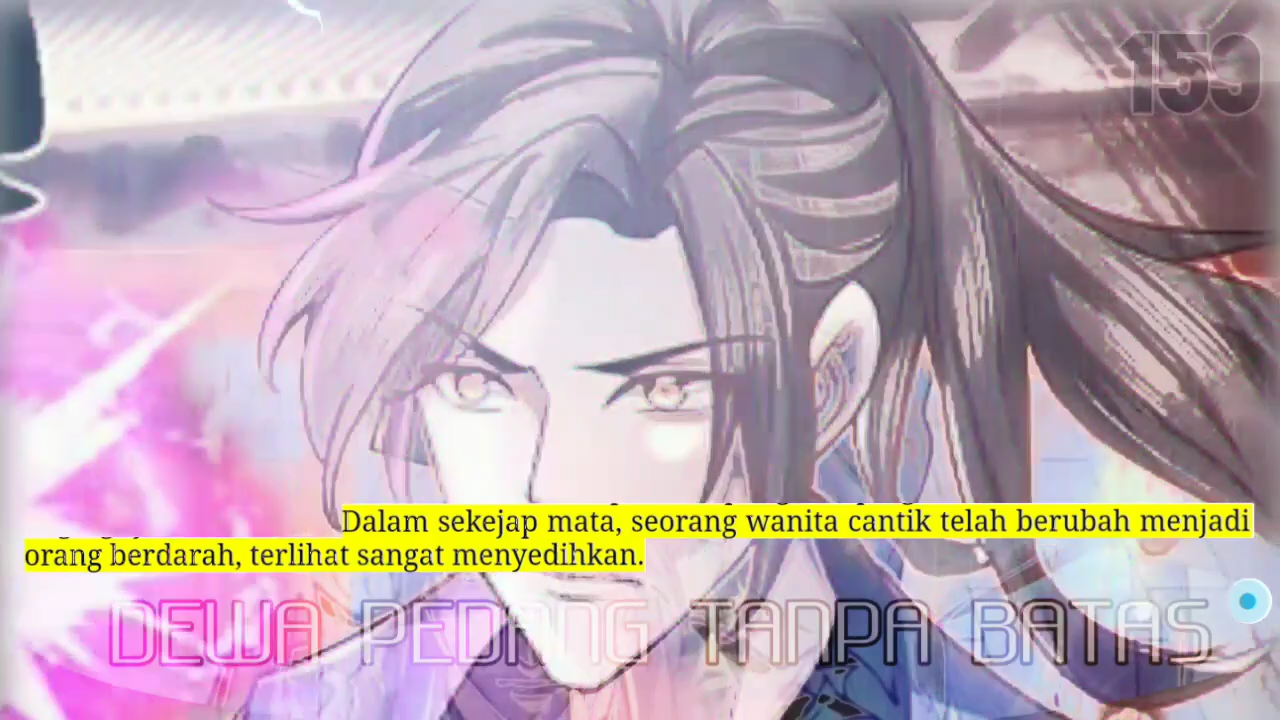 159
Dalam sekejap mata, seorang wanita cantik telah berubah menjadi
orang berdarah, terlihat sangat menyedihkan.
DEWA PEDANG TANPA BATAS